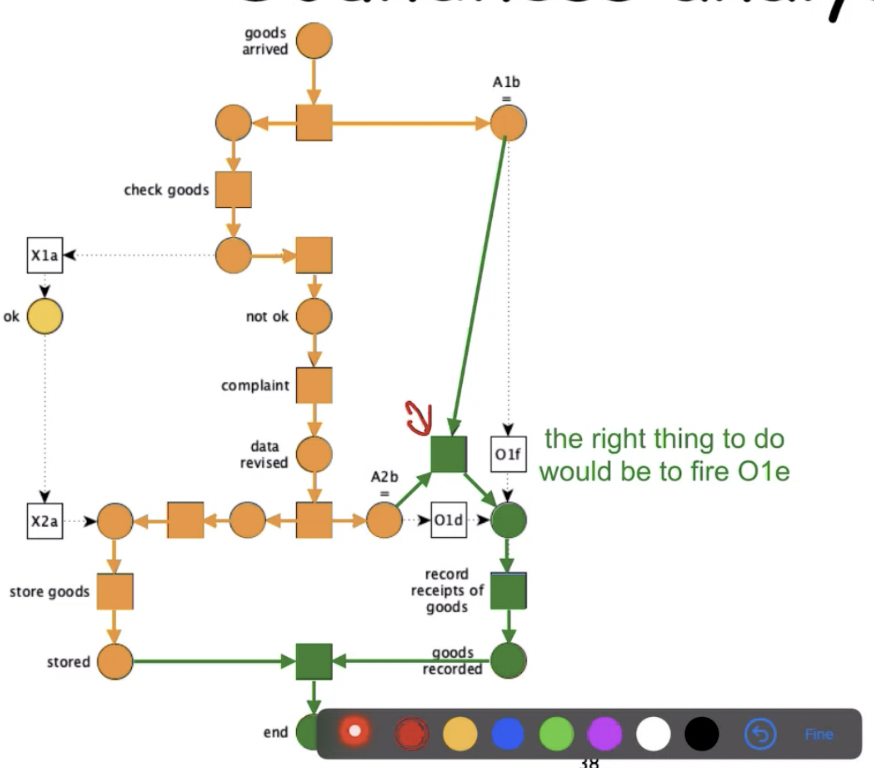 Soundness analy
goods
arrived
A1b
=
check goods
X1a
ok
not ok
complaint
data
revised
A2b
=
O1f
the right thing to do
would be to fire O1e
X2a
O1d
store goods
record
receipts of
goods
stored
goods
recorded
end
Fine
38